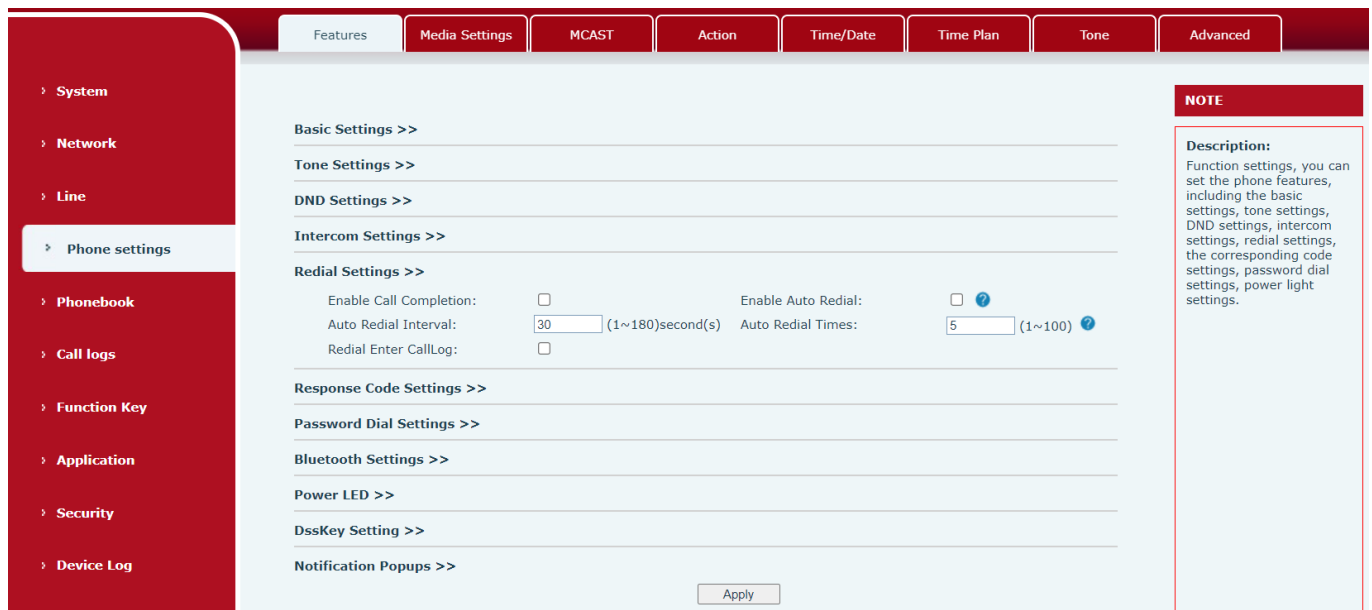 Features
Media Settings
MCAST
Action
Time/Date
Time Plan
Tone
Advanced
System
Network
Line
Phone settings
Phonebook
Call logs
Function Key
Application
Security
Device Log
Basic Settings >>
Tone Settings >>
DND Settings >>
Intercom Settings >>
Redial Settings >>
Enable Call Completion:
Enable Auto Redial: ?
Auto Redial Interval: 30 (1~180)second(s)
Auto Redial Times: 5 (1~100) ?
Redial Enter CallLog:
Response Code Settings >>
Password Dial Settings >>
Bluetooth Settings >>
Power LED >>
DssKey Setting >>
Notification Popups >>
Apply
NOTE
Description:
Function settings, you can
set the phone features,
including the basic
settings, tone settings,
DND settings, intercom
settings, redial settings,
the corresponding code
settings, password dial
settings, power light
settings.